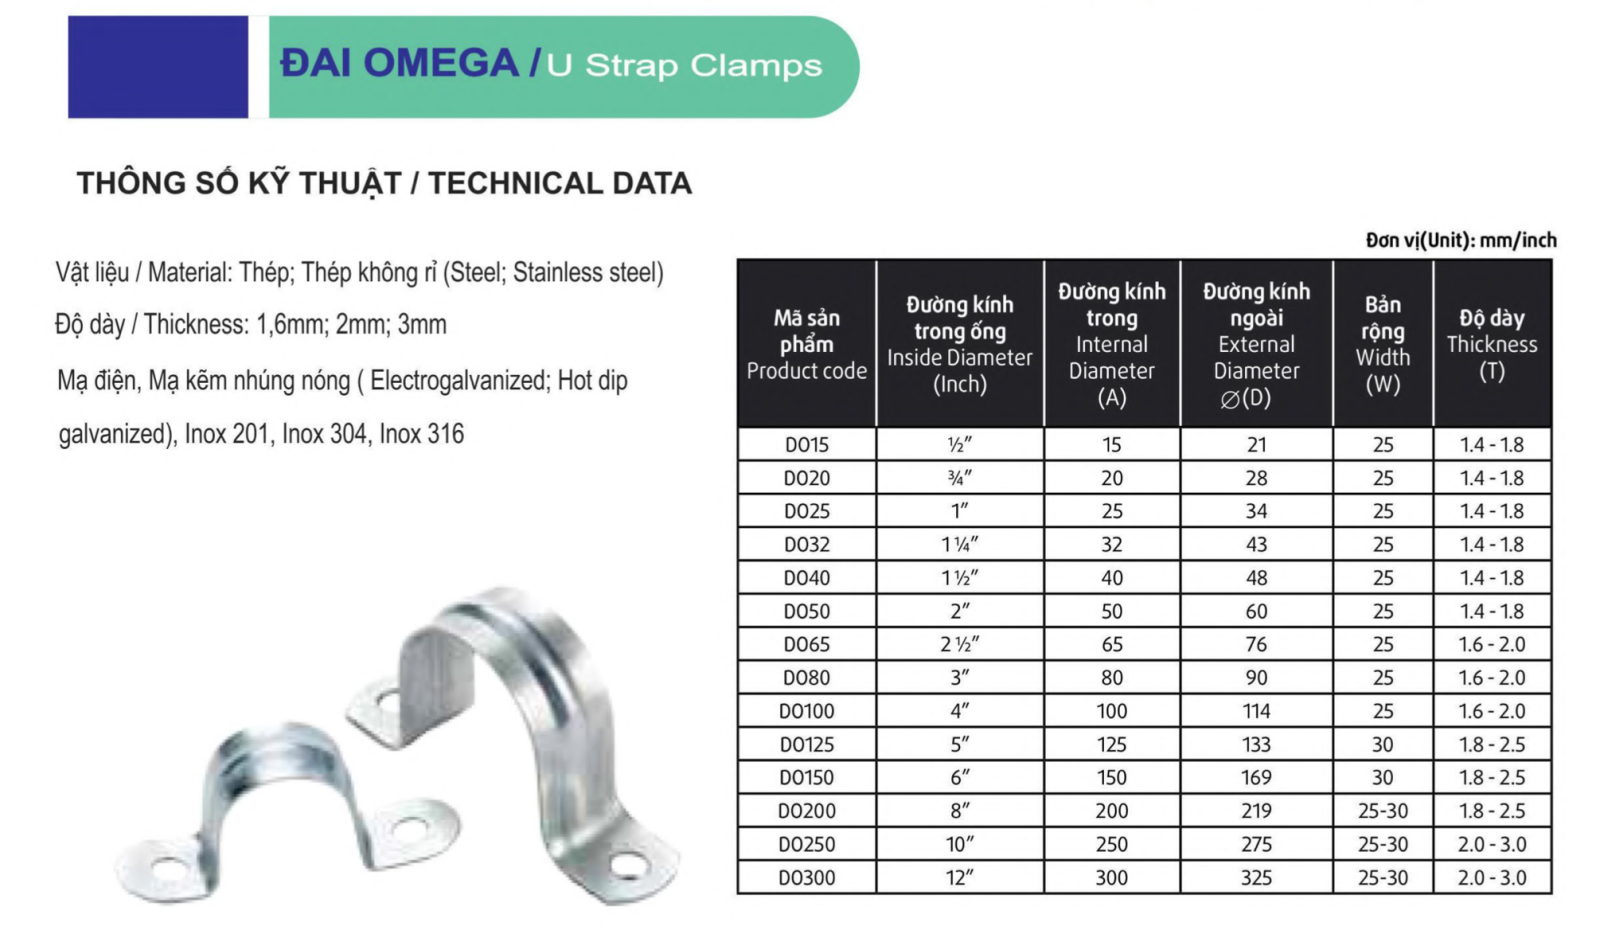 ĐAI OMEGA / U Strap Clamps
THÔNG SỐ KỸ THUẬT / TECHNICAL DATA
Đơn vị(Unit): mm/inch
Vật liệu / Material: Thép; Thép không rỉ (Steel; Stainless steel)
Độ dày / Thickness: 1,6mm; 2mm; 3mm
Mạ điện, Mạ kẽm nhúng nóng ( Electrogalvanized; Hot dip
galvanized), Inox 201, Inox 304, Inox 316
Mã sản
phẩm
Product code
Đường kính
trong ống
Inside Diameter
(Inch)
Đường kính
trong
Internal
Diameter
(A)
Đường kính
ngoài
External
Diameter
∅(D)
Bản
rộng
Width
(W)
Độ dày
Thickness
(T)
DO15 ½" 15 21 25 1.4 - 1.8
DO20 ¾" 20 28 25 1.4 - 1.8
DO25 1" 25 34 25 1.4 - 1.8
DO32 1 ¼" 32 43 25 1.4 - 1.8
DO40 1 ½" 40 48 25 1.4 - 1.8
DO50 2" 50 60 25 1.4 - 1.8
DO65 2 ½" 65 76 25 1.6 - 2.0
DO80 3" 80 90 25 1.6 - 2.0
DO100 4" 100 114 25 1.6 - 2.0
DO125 5" 125 133 30 1.8 - 2.5
DO150 6" 150 169 30 1.8 - 2.5
DO200 8" 200 219 25-30 1.8 - 2.5
DO250 10" 250 275 25-30 2.0 - 3.0
DO300 12" 300 325 25-30 2.0 - 3.0